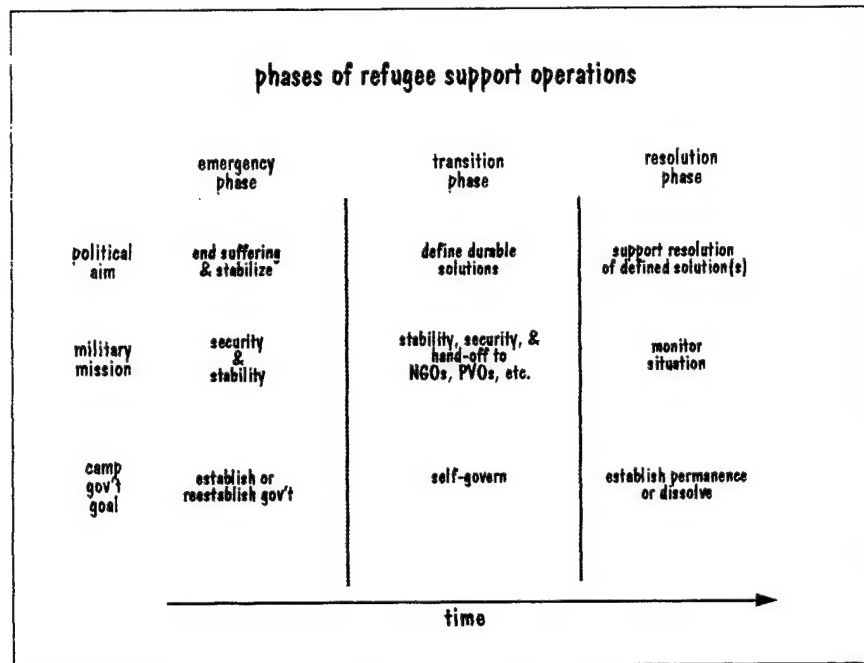 phases of refugee support operations
emergency
phase
transition
phase
resolution
phase
political
aim
end suffering
& stabilize
define durable
solutions
support resolution
of defined solution(s)
military
mission
security
&
stability
stability, security, &
hand-off to
NGOs, PVOs, etc.
monitor
situation
camp
gov't
goal
establish or
reestablish gov't
self-govern
establish permanence
or dissolve
time